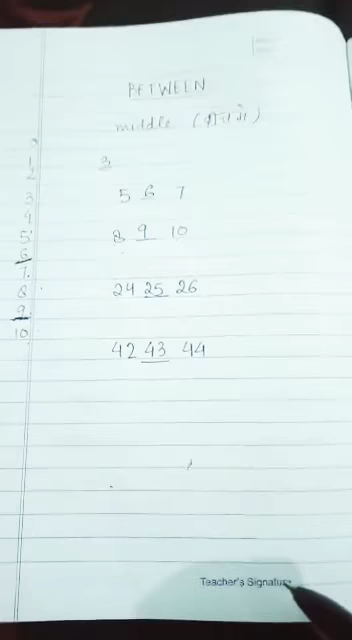 BETWEEN
middle (बीच में)
0
1
2
3
4
5
6
7.
8
9
10
3
5 6 7
8 9 10
24 25 26
42 43 44
Teacher's Signature